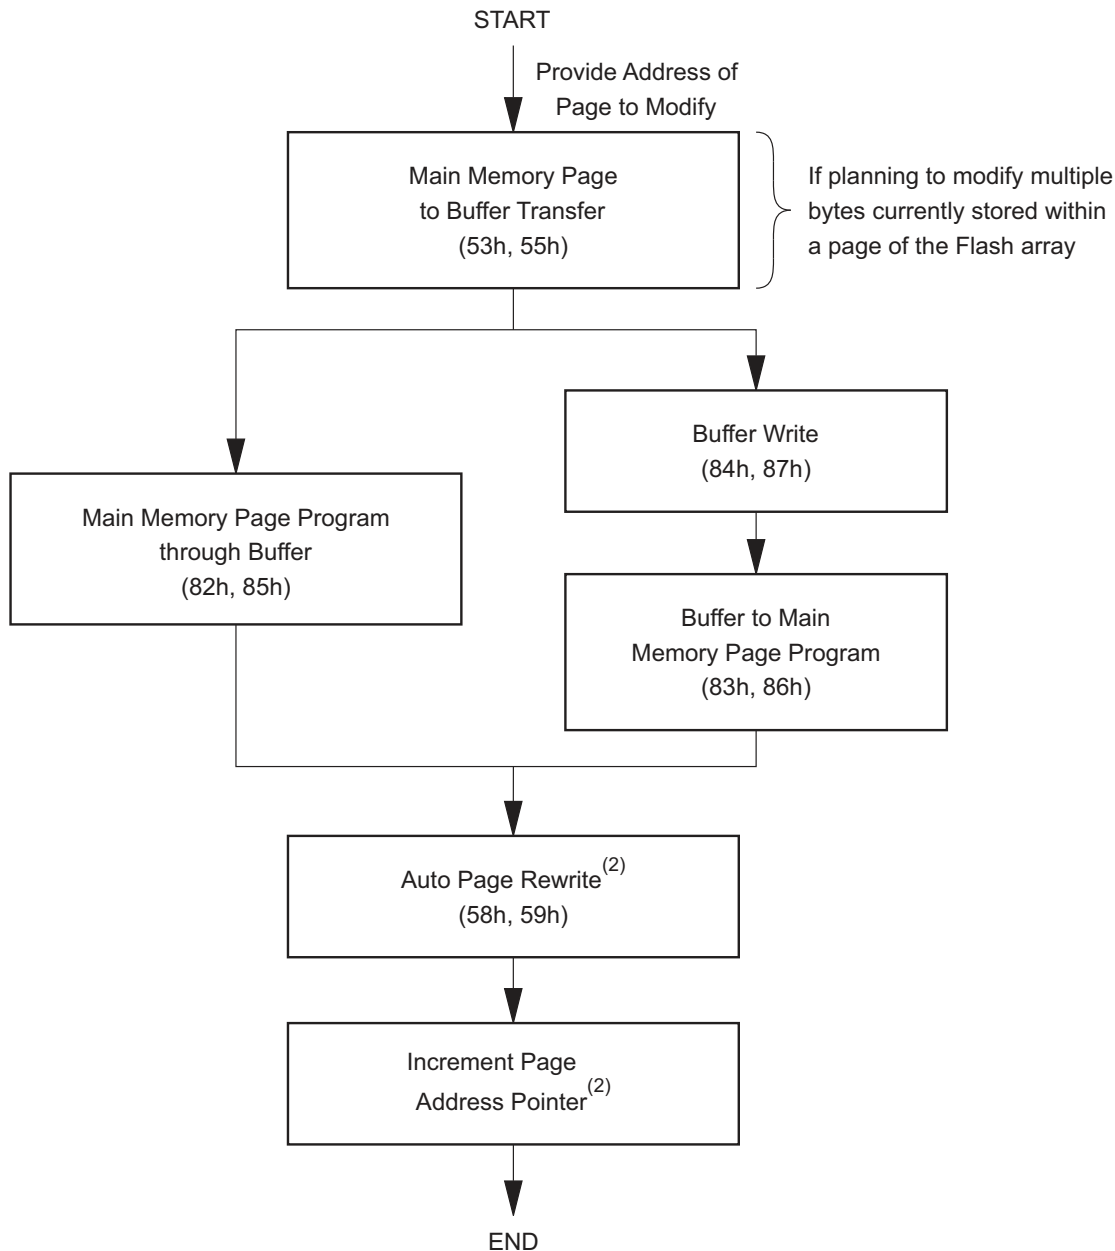 START
Provide Address of
Page to Modify
Main Memory Page
to Buffer Transfer
(53h, 55h)
If planning to modify multiple
bytes currently stored within
a page of the Flash array
Buffer Write
(84h, 87h)
Main Memory Page Program
through Buffer
(82h, 85h)
Buffer to Main
Memory Page Program
(83h, 86h)
Auto Page Rewrite(2)
(58h, 59h)
Increment Page
Address Pointer(2)
END